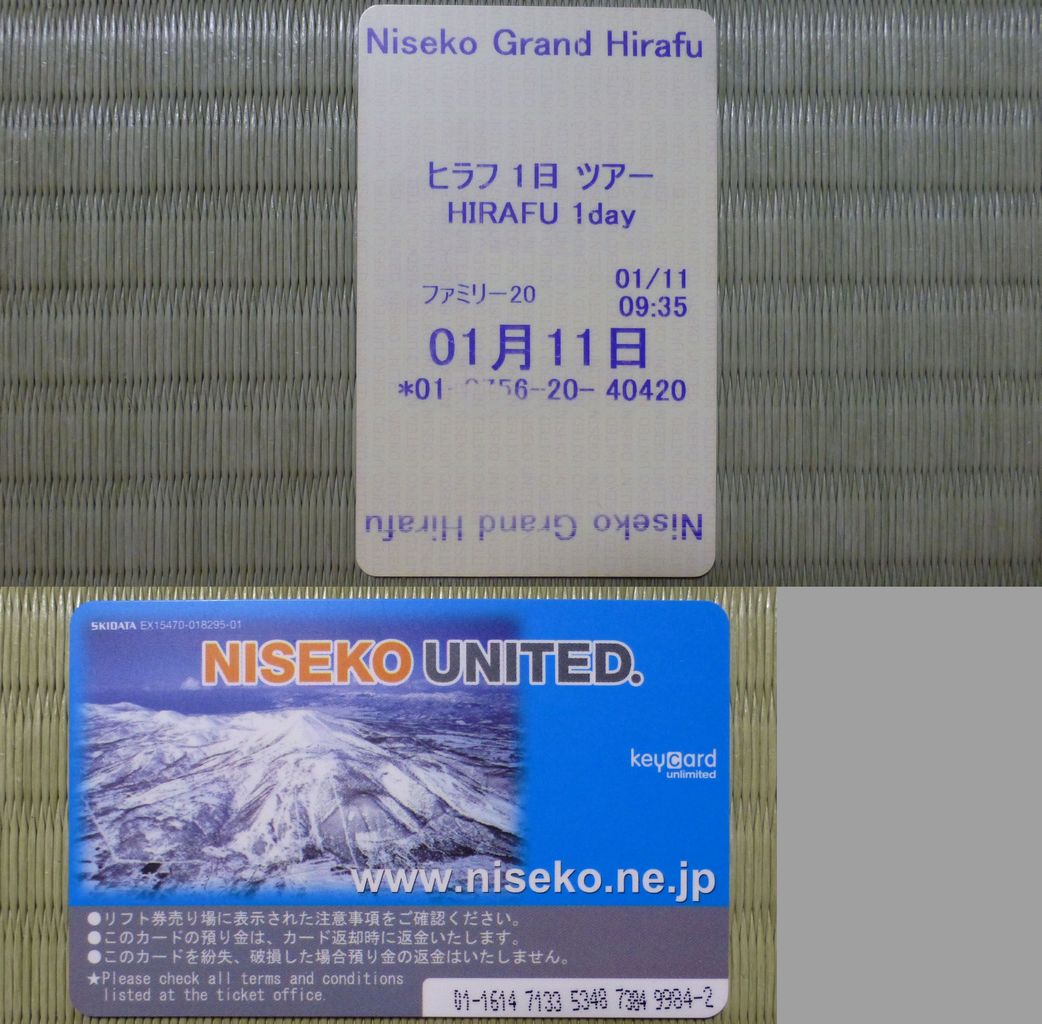 Niseko Grand Hirafu
ヒラフ 1日 ツアー
HIRAFU 1day
ファミリー20
01/11
09:35
01月11日
*01- 0756-20- 40420
Niseko Grand Hirafu
SKIDATA EX15470-018295-01
NISEKO UNITED.
keycard
unlimited
www.niseko.ne.jp
●リフト券売り場に表示された注意事項をご確認ください。
●このカードの預り金は、カード返却時に返金いたします。
●このカードを紛失、破損した場合預り金の返金はいたしません。
★Please check all terms and conditions
listed at the ticket office.
01-1614 7133 5348 7384 9984-2